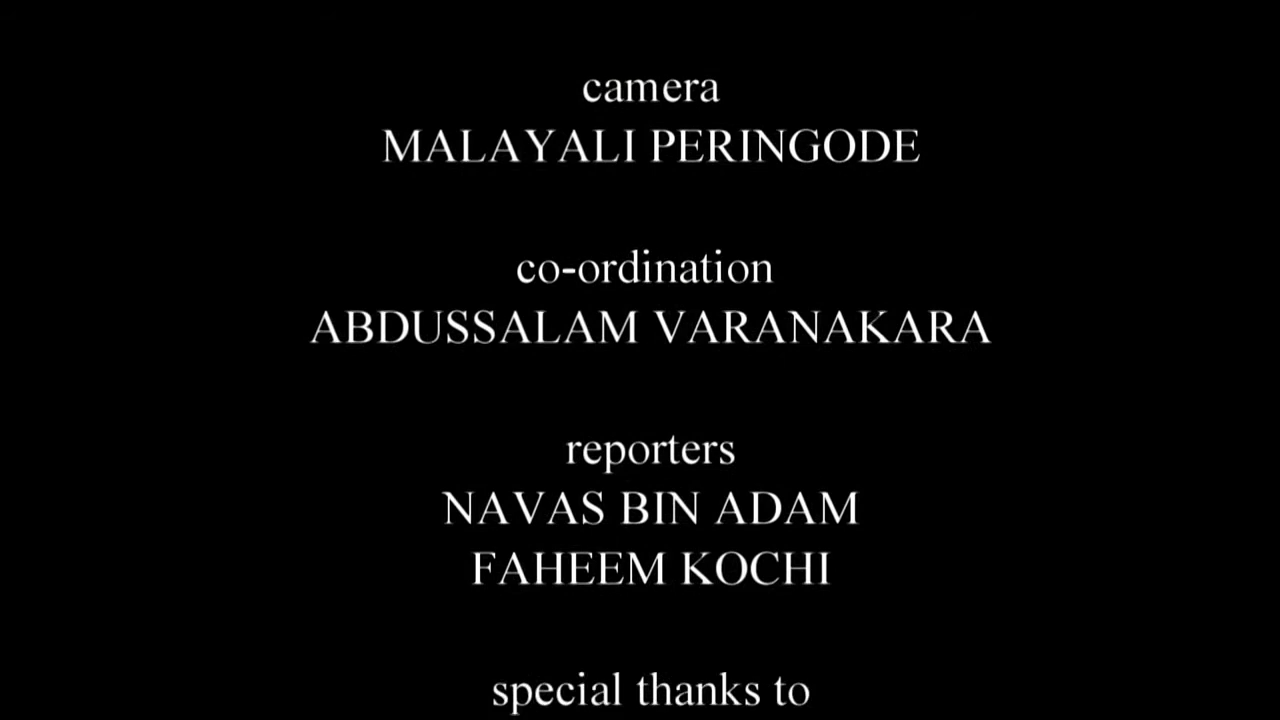 camera
MALAYALI PERINGODE
co-ordination
ABDUSSALAM VARANAKARA
reporters
NAVAS BIN ADAM
FAHEEM KOCHI
special thanks to